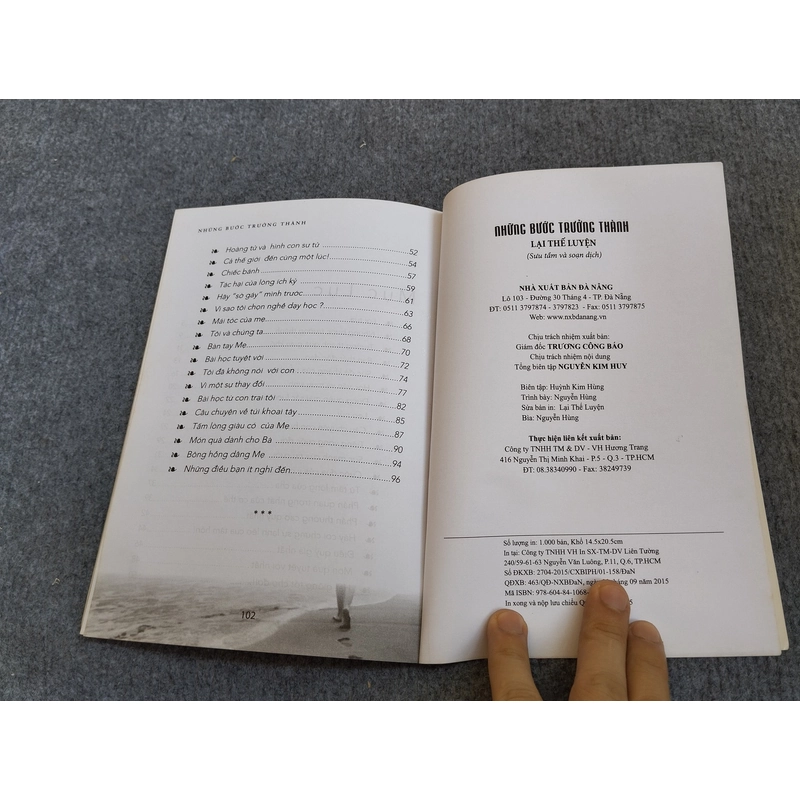 NHỮNG BƯỚC TRƯỞNG THÀNH
Hoàng tử và hình con sư tử 52
Cả thế giới đến cùng một lúc! 54
Chiếc bánh 57
Tác hại của lòng ích kỷ 59
Hãy "sờ gáy" mình trước 61
Vì sao tôi chọn nghề dạy học ? 63
Mái tóc của mẹ 66
Tôi và chúng ta 68
Bàn tay Mẹ 70
Bài học tuyệt vời 72
Tôi đã không nói với con ... 74
Vì một sự thay đổi 77
Bài học từ con trai tôi 82
Câu chuyện về túi khoai tây 85
Tấm lòng giàu có của Mẹ 87
Món quà dành cho Bà 90
Bông hồng dâng Mẹ 94
Những điều bạn ít nghĩ đến 96
***
102
NHỮNG BƯỚC TRƯỞNG THÀNH
LẠI THẾ LUYỆN
(Sưu tầm và soạn dịch)
NHÀ XUẤT BẢN ĐÀ NẴNG
Lô 103 - Đường 30 Tháng 4 - TP. Đà Nẵng
ĐT: 0511 3797874 - 3797823 - Fax: 0511 3797875
Web: www.nxbdanang.vn
Chịu trách nhiệm xuất bản:
Giám đốc TRƯƠNG CÔNG BÁO
Chịu trách nhiệm nội dung
Tổng biên tập NGUYỄN KIM HUY
Biên tập: Huỳnh Kim Hùng
Trình bày: Nguyễn Hùng
Sửa bản in: Lại Thế Luyện
Bìa: Nguyễn Hùng
Thực hiện liên kết xuất bản:
Công ty TNHH TM & DV - VH Hương Trang
416 Nguyễn Thị Minh Khai - P.5 - Q.3 - TP.HCM
ĐT: 08.38340990 - Fax: 38249739
Số lượng in: 1.000 bản, Khổ 14.5x20.5cm
In tại: Công ty TNHH VH In SX-TM-DV Liên Tường
240/59-61-63 Nguyễn Văn Luông, P.11, Q.6, TP.HCM
Số ĐKXB: 2704-2015/CXBIPH/01-158/ĐaN
QĐXB: 463/QĐ-NXBĐaN, ngày tháng 09 năm 2015
Mã ISBN: 978-604-84-1068-
In xong và nộp lưu chiểu 5